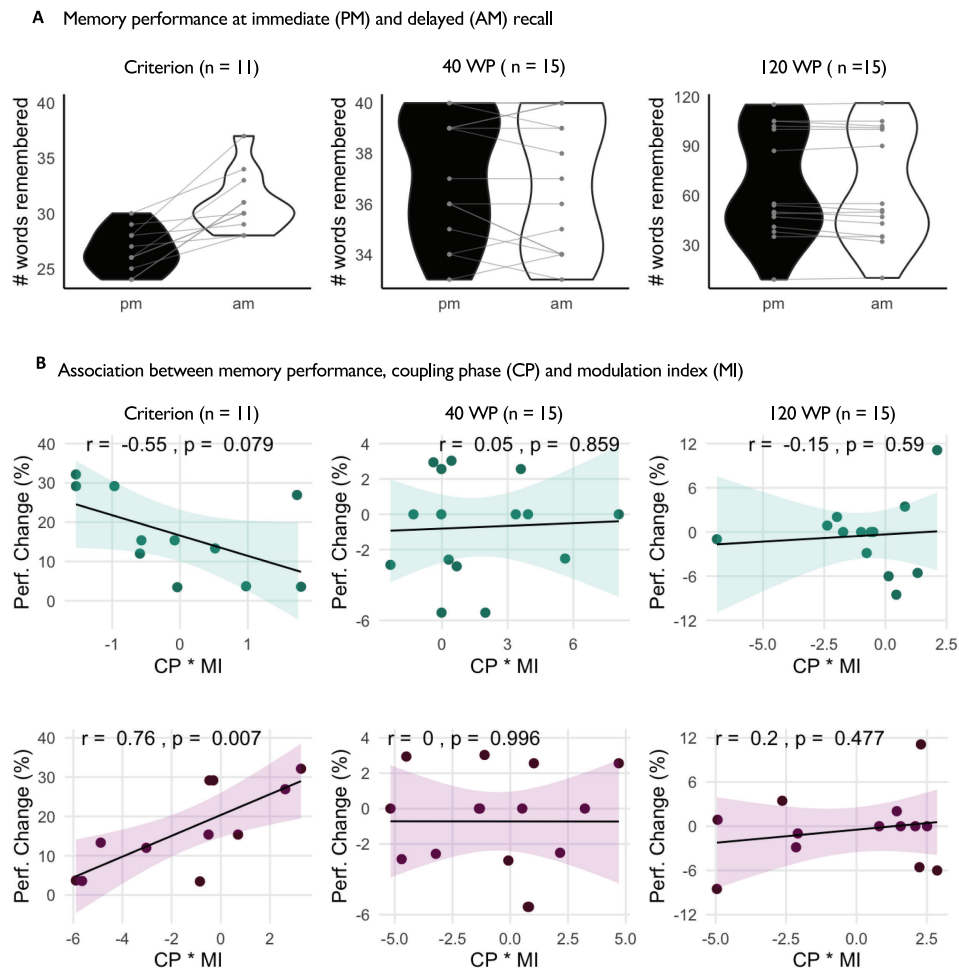 A Memory performance at immediate (PM) and delayed (AM) recall
Criterion (n = 11)
40 WP ( n = 15)
120 WP ( n =15)
# words remembered
40
35
30
25
pm
am
# words remembered
40
38
36
34
pm
am
# words remembered
120
90
60
30
pm
am
B Association between memory performance, coupling phase (CP) and modulation index (MI)
Criterion (n = 11)
40 WP (n = 15)
120 WP (n = 15)
r = -0.55 , p = 0.079
Perf. Change (%)
40
30
20
10
0
-1
0
1
CP * MI
r = 0.05 , p = 0.859
Perf. Change (%)
4
2
0
-2
-6
0
3
6
CP * MI
r = -0.15 , p = 0.59
Perf. Change (%)
12
6
0
-6
-12
-5.0
-2.5
0.0
2.5
CP * MI
r = 0.76 , p = 0.007
Perf. Change (%)
40
30
20
10
0
-6
-4
-2
0
2
CP * MI
r = 0 , p = 0.996
Perf. Change (%)
4
2
0
-2
-6
-5.0
-2.5
0.0
2.5
5.0
CP * MI
r = 0.2 , p = 0.477
Perf. Change (%)
12
6
0
-6
-12
-5.0
-2.5
0.0
2.5
CP * MI